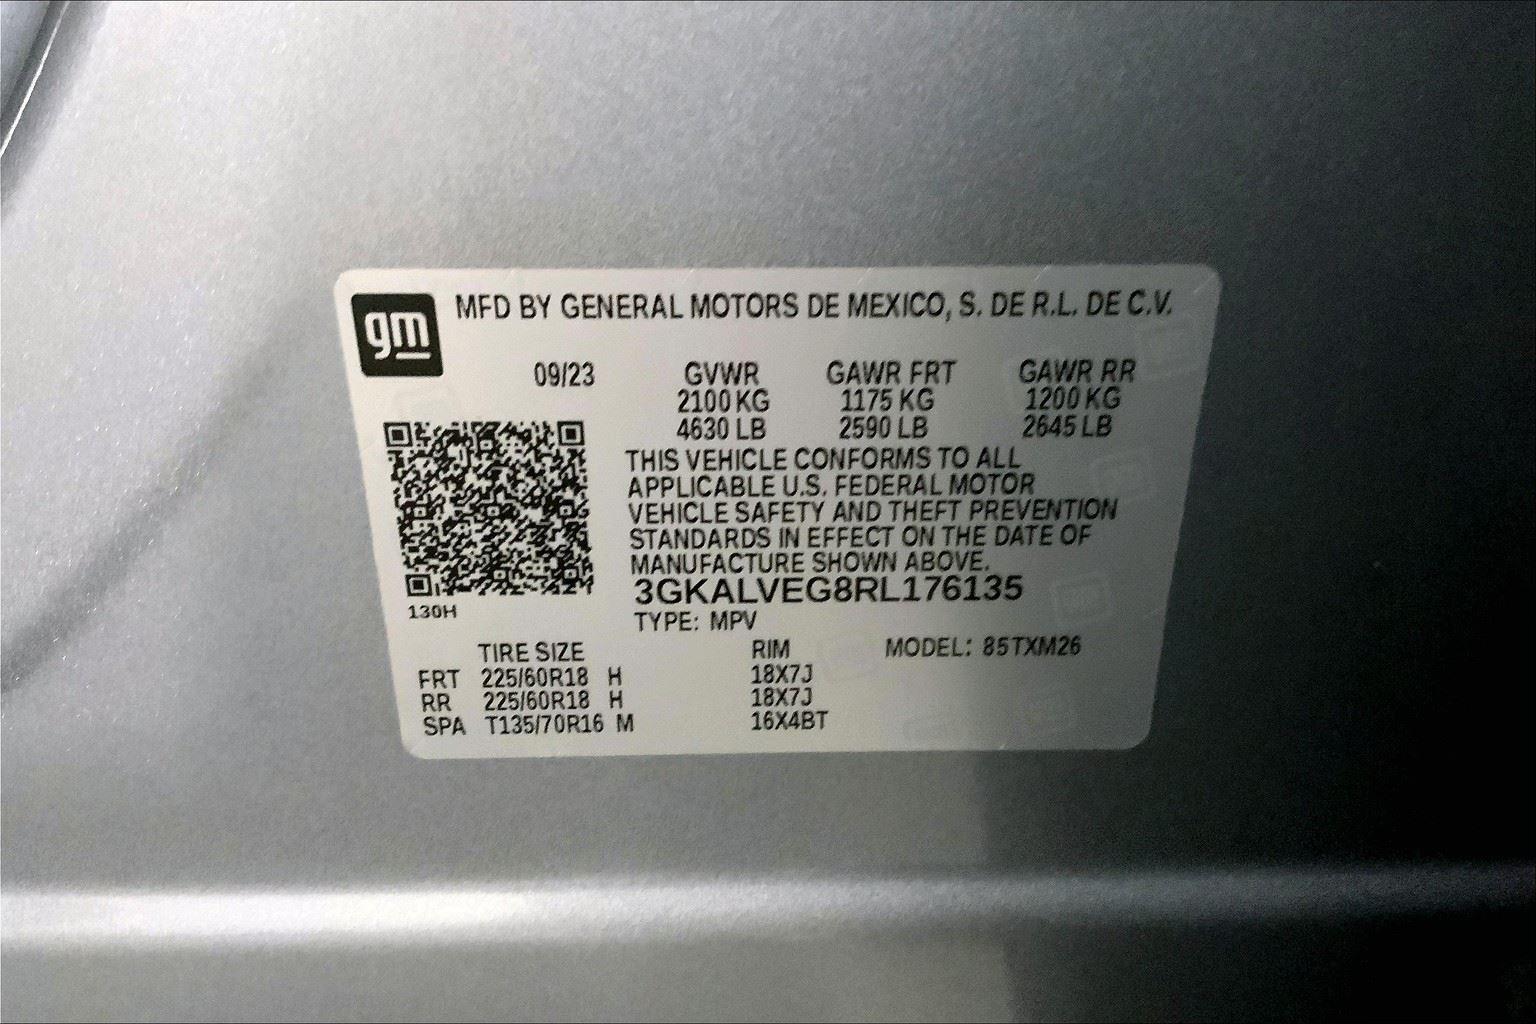 gm
MFD BY GENERAL MOTORS DE MEXICO, S. DE R.L. DE C.V.
09/23 GVWR GAWR FRT GAWR RR
2100 KG 1175 KG 1200 KG
4630 LB 2590 LB 2645 LB
THIS VEHICLE CONFORMS TO ALL
APPLICABLE U.S. FEDERAL MOTOR
VEHICLE SAFETY AND THEFT PREVENTION
STANDARDS IN EFFECT ON THE DATE OF
MANUFACTURE SHOWN ABOVE.
3GKALVEG8RL176135
130H
TYPE: MPV
TIRE SIZE RIM MODEL: 85TXM26
FRT 225/60R18 H 18X7J
RR 225/60R18 H 18X7J
SPA T135/70R16 M 16X4BT